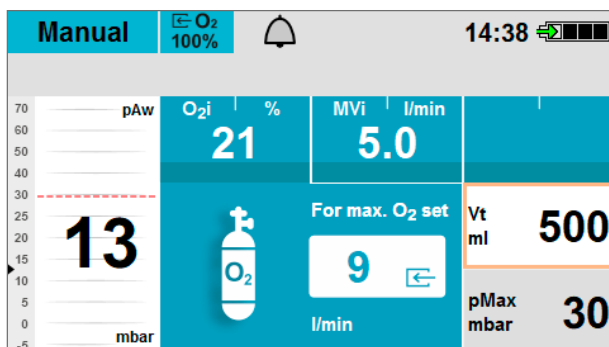 Manual
O2
100%
14:38
70
60
50
40
30
25
20
15
10
5
0
-5
pAw
13
mbar
O2i %
21
MVi l/min
5.0
O2
For max. O2 set
9
l/min
Vt
ml
500
pMax
mbar
30